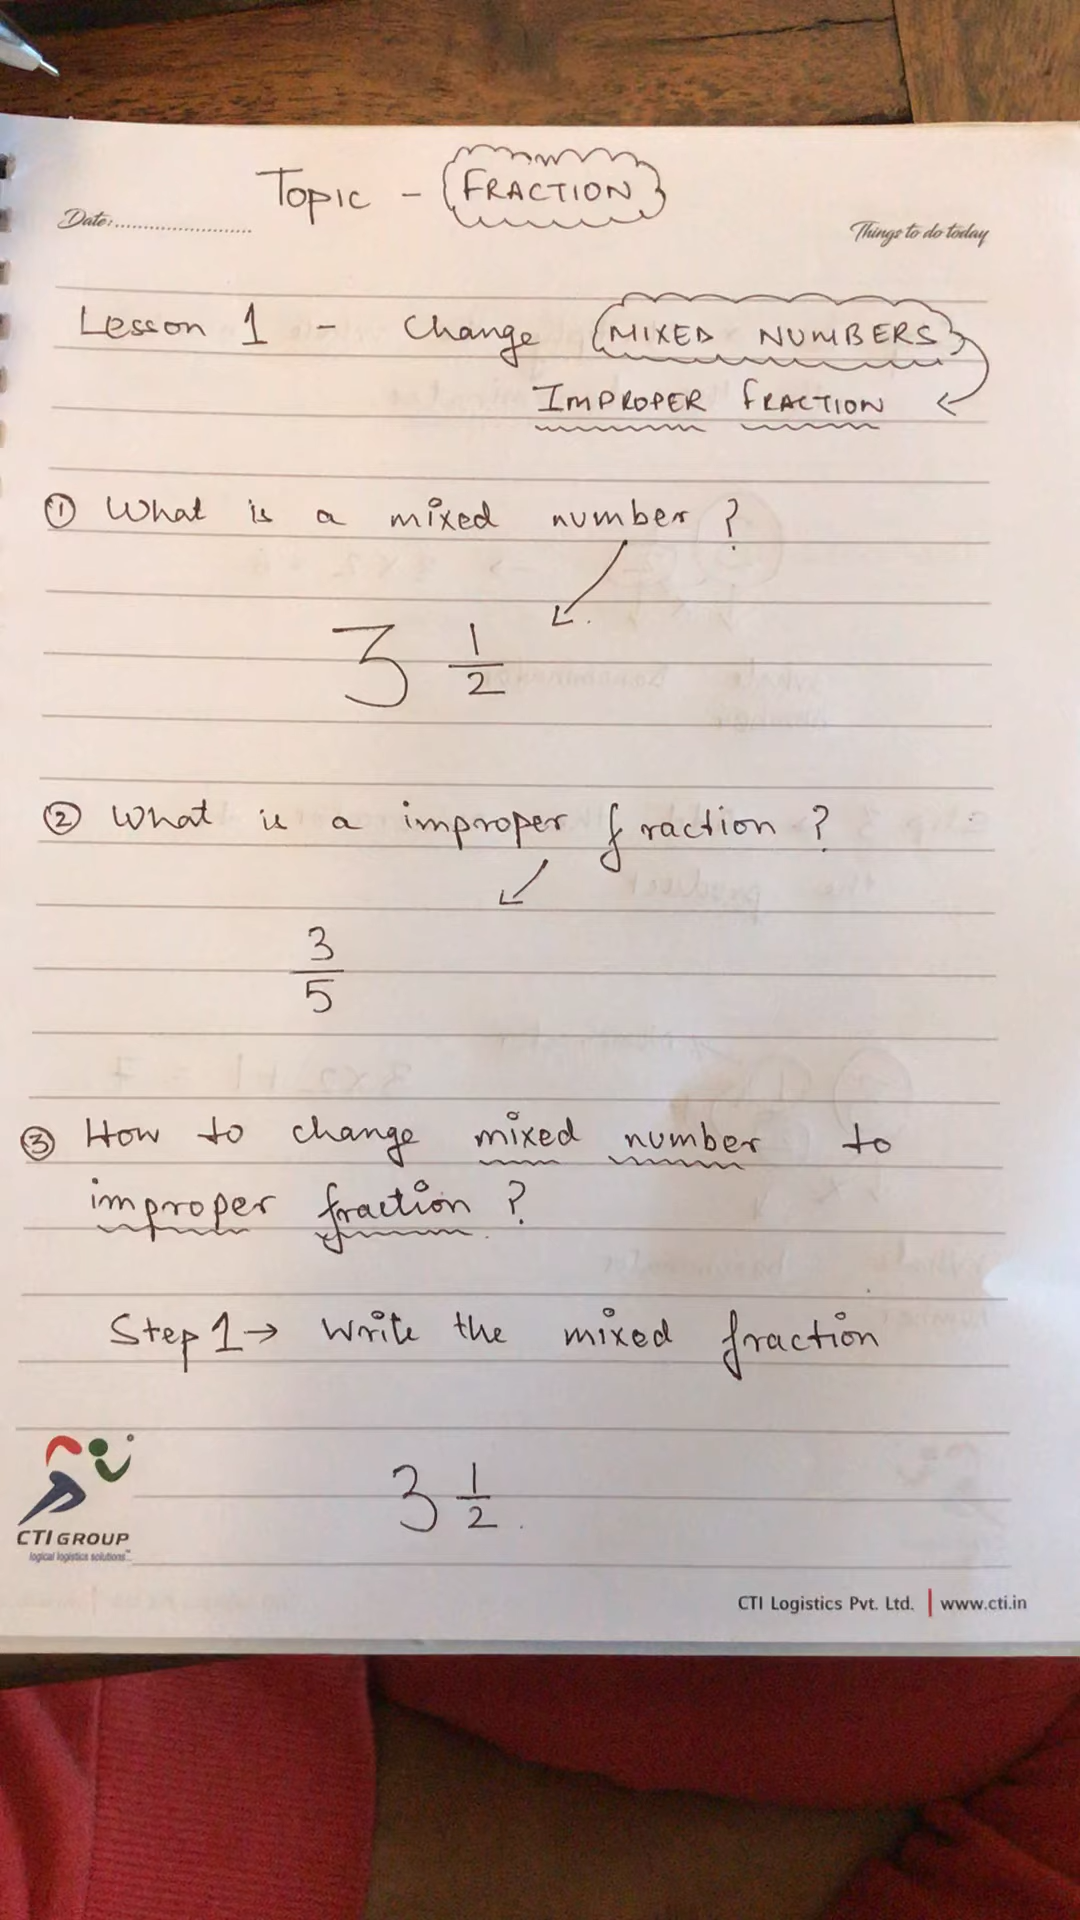 Topic - FRACTION
Date:........................
Things to do today
Lesson 1 - Change MIXED NUMBERS
IMPROPER FRACTION
① What is a mixed number ?
3 1/2
② What is a improper fraction ?
3/5
③ How to change mixed number to
improper fraction ?
Step 1→ Write the mixed fraction
3 1/2
CTI GROUP
logical logistics solutions™
CTI Logistics Pvt. Ltd. | www.cti.in